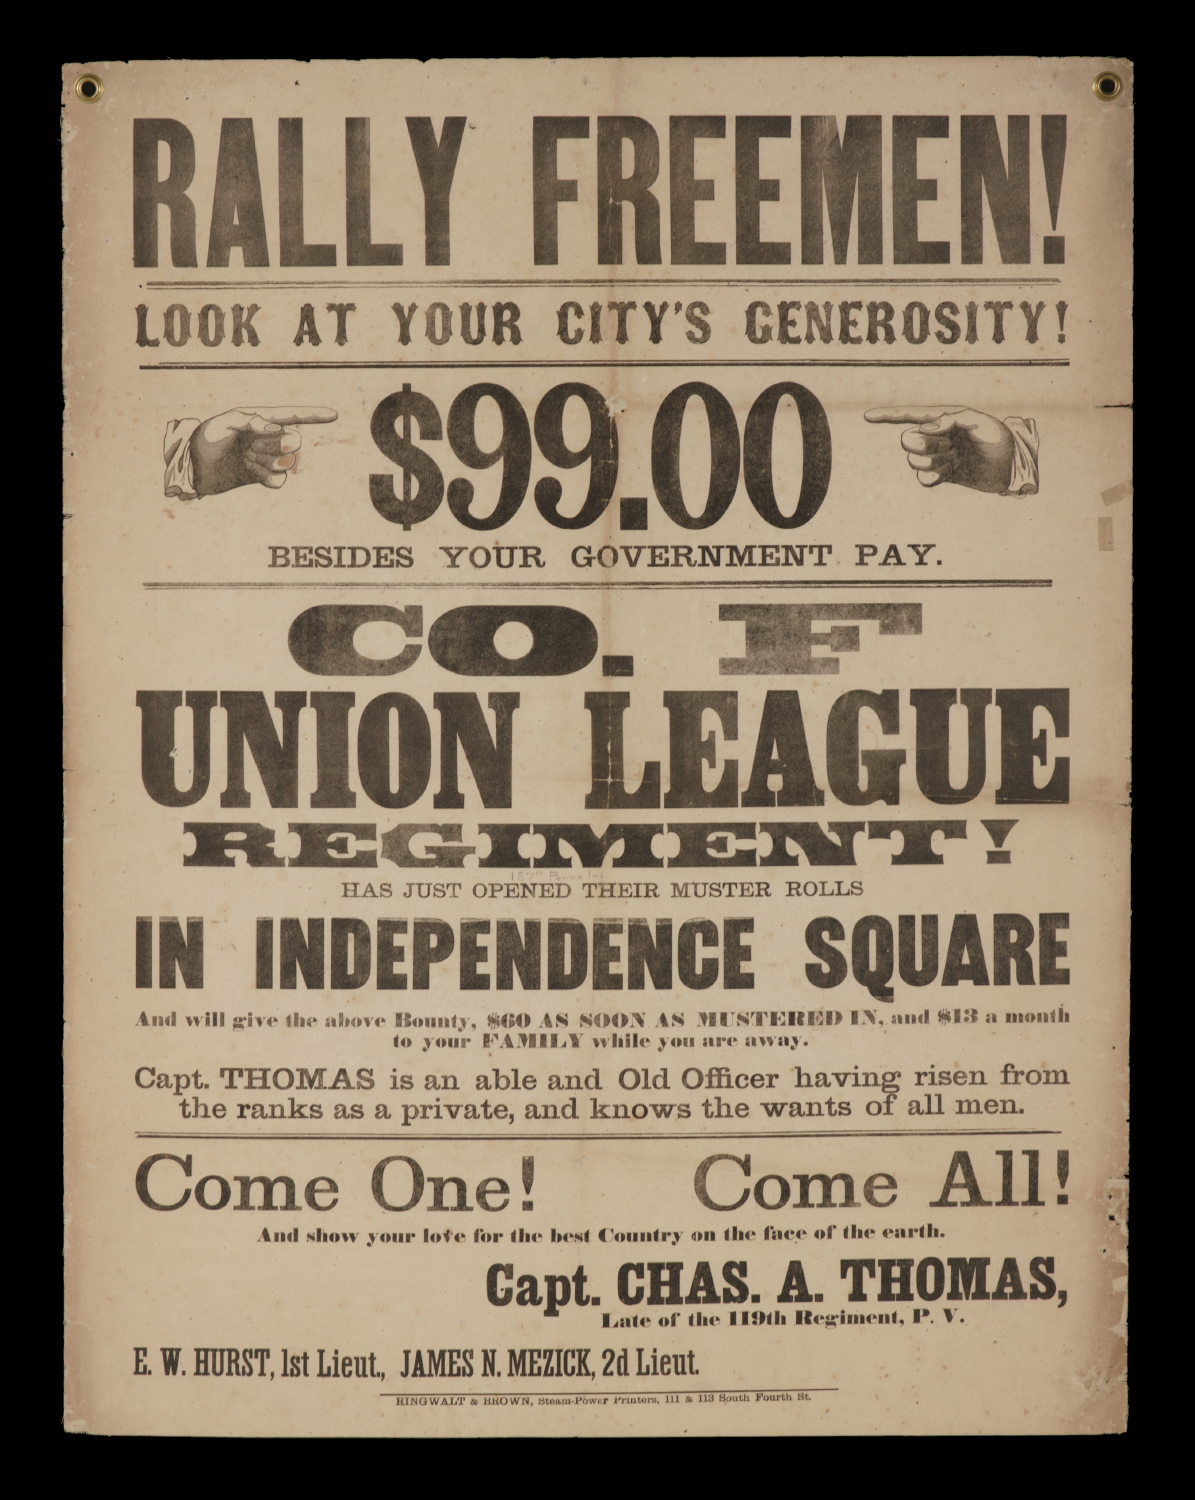 RALLY FREEMEN!
LOOK AT YOUR CITY'S GENEROSITY!
$99.00
BESIDES YOUR GOVERNMENT PAY.
CO. F
UNION LEAGUE
REGIMENT!
157th Penna Inf
HAS JUST OPENED THEIR MUSTER ROLLS
IN INDEPENDENCE SQUARE
And will give the above Bounty, $60 AS SOON AS MUSTERED IN, and $13 a month
to your FAMILY while you are away.
Capt. THOMAS is an able and Old Officer having risen from
the ranks as a private, and knows the wants of all men.
Come One! Come All!
And show your love for the best Country on the face of the earth.
Capt. CHAS. A. THOMAS,
Late of the 119th Regiment, P. V.
E. W. HURST, 1st Lieut., JAMES N. MEZICK, 2d Lieut.
RINGWALT & BROWN, Steam-Power Printers, 111 & 113 South Fourth St.